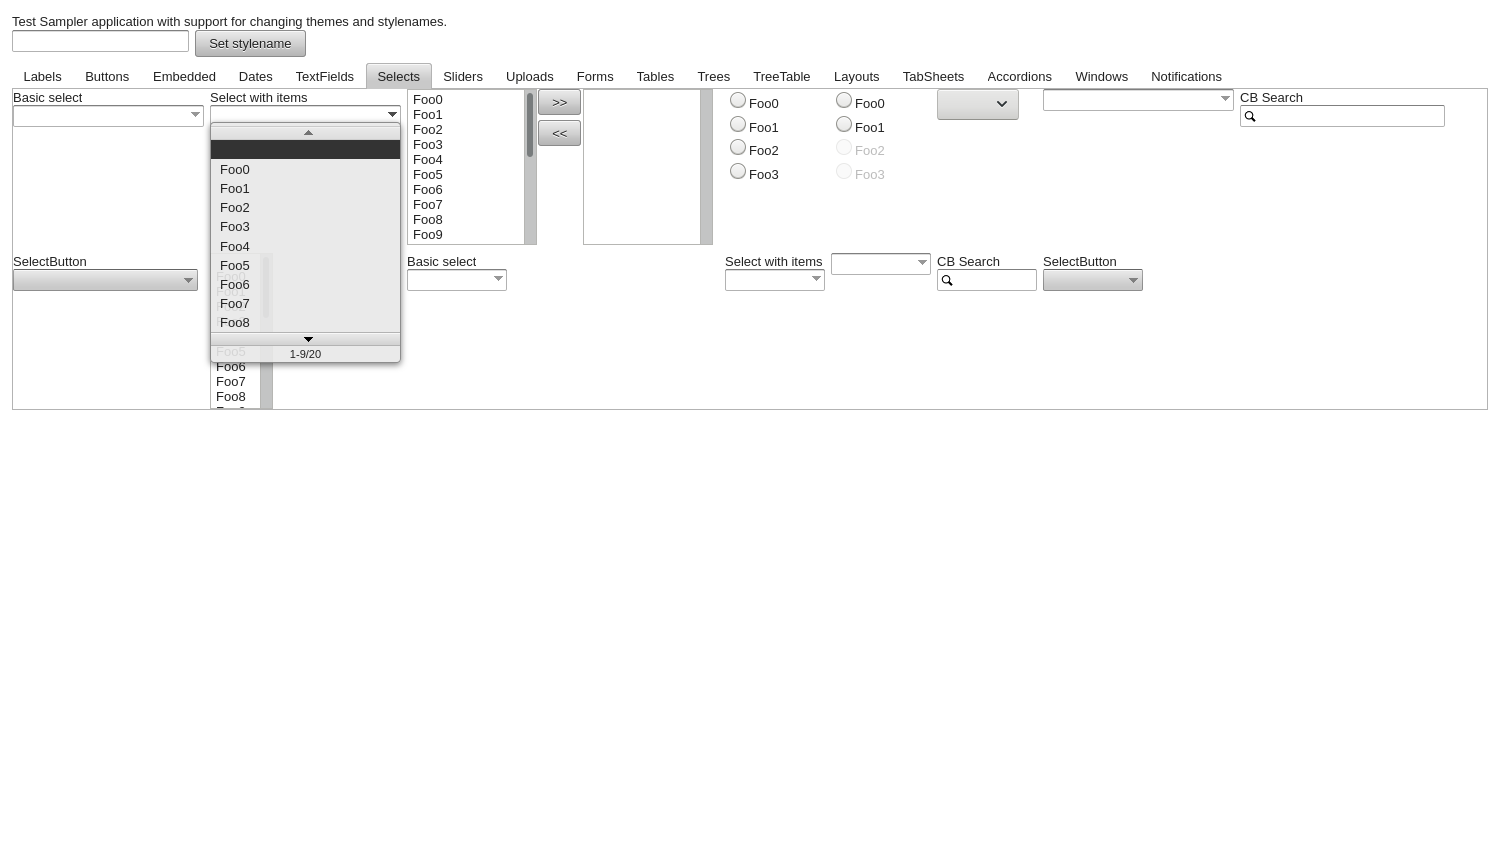 Test Sampler application with support for changing themes and stylenames.
Set stylename
Labels Buttons Embedded Dates TextFields Selects Sliders Uploads Forms Tables Trees TreeTable Layouts TabSheets Accordions Windows Notifications
Basic select
Select with items
Foo0
Foo1
Foo2
Foo3
Foo4
Foo5
Foo6
Foo7
Foo8
1-9/20
Foo0
Foo1
Foo2
Foo3
Foo4
Foo5
Foo6
Foo7
Foo8
Foo9
>>
<<
Foo0
Foo1
Foo2
Foo3
Foo0
Foo1
Foo2
Foo3
CB Search
SelectButton
Foo0
Foo5
Foo6
Foo7
Foo8
Basic select
Select with items
CB Search
SelectButton